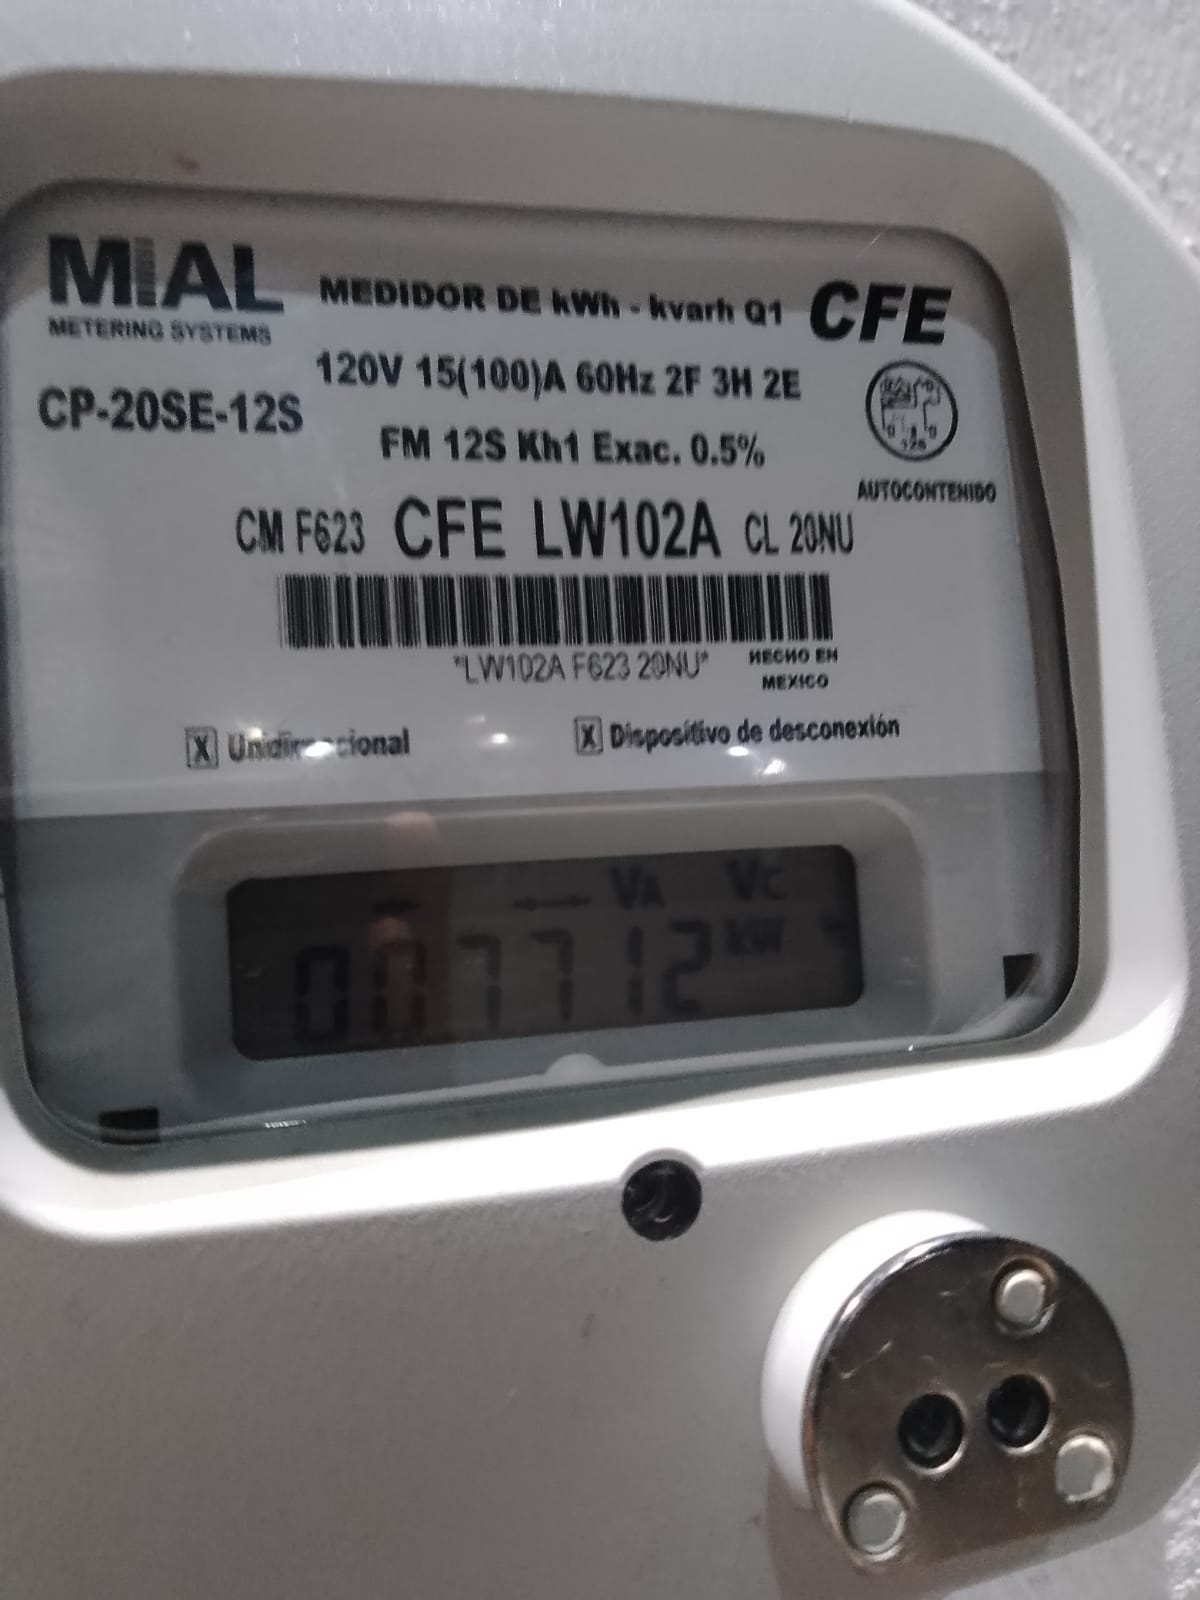 MIAL
METERING SYSTEMS
MEDIDOR DE kWh - kvarh Q1
CFE
120V 15(100)A 60Hz 2F 3H 2E
CP-20SE-12S
FM 12S Kh1 Exac. 0.5%
AUTOCONTENIDO
CM F623 CFE LW102A CL 20NU
*LW102A F623 20NU*
HECHO EN
MEXICO
X Unidireccional
X Dispositivo de desconexión
VA VC
007712 kW